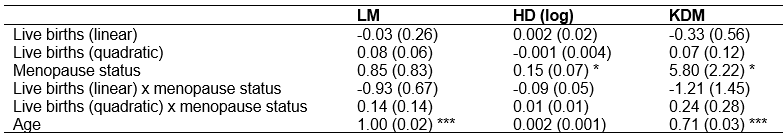 LM HD (log) KDM
Live births (linear) -0.03 (0.26) 0.002 (0.02) -0.33 (0.56)
Live births (quadratic) 0.08 (0.06) -0.001 (0.004) 0.07 (0.12)
Menopause status 0.85 (0.83) 0.15 (0.07) * 5.80 (2.22) *
Live births (linear) x menopause status -0.93 (0.67) -0.09 (0.05) -1.21 (1.45)
Live births (quadratic) x menopause status 0.14 (0.14) 0.01 (0.01) 0.24 (0.28)
Age 1.00 (0.02) *** 0.002 (0.001) 0.71 (0.03) ***